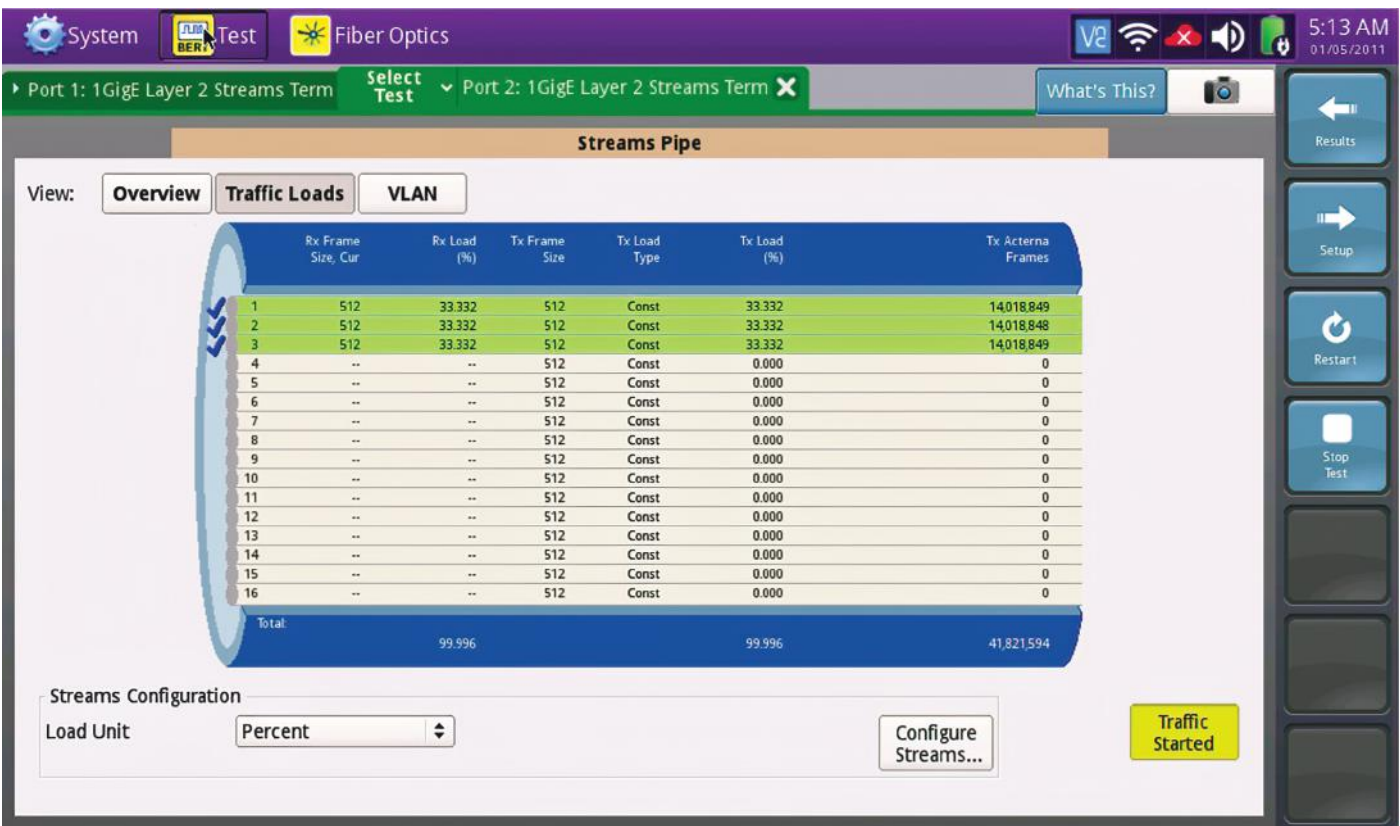 System
BERT Test
Fiber Optics
V2
5:13 AM
01/05/2011
Port 1: 1GigE Layer 2 Streams Term
Select Test
Port 2: 1GigE Layer 2 Streams Term
What's This?
Results
Setup
Restart
Stop Test
Streams Pipe
View: Overview Traffic Loads VLAN
Rx Frame Size, Cur Rx Load (%) Tx Frame Size Tx Load Type Tx Load (%) Tx Acterna Frames
1 512 33.332 512 Const 33.332 14,018,849
2 512 33.332 512 Const 33.332 14,018,848
3 512 33.332 512 Const 33.332 14,018,849
4 -- -- 512 Const 0.000 0
5 -- -- 512 Const 0.000 0
6 -- -- 512 Const 0.000 0
7 -- -- 512 Const 0.000 0
8 -- -- 512 Const 0.000 0
9 -- -- 512 Const 0.000 0
10 -- -- 512 Const 0.000 0
11 -- -- 512 Const 0.000 0
12 -- -- 512 Const 0.000 0
13 -- -- 512 Const 0.000 0
14 -- -- 512 Const 0.000 0
15 -- -- 512 Const 0.000 0
16 -- -- 512 Const 0.000 0
Total:
99.996 99.996 41,821,594
Streams Configuration
Load Unit Percent
Configure Streams...
Traffic Started